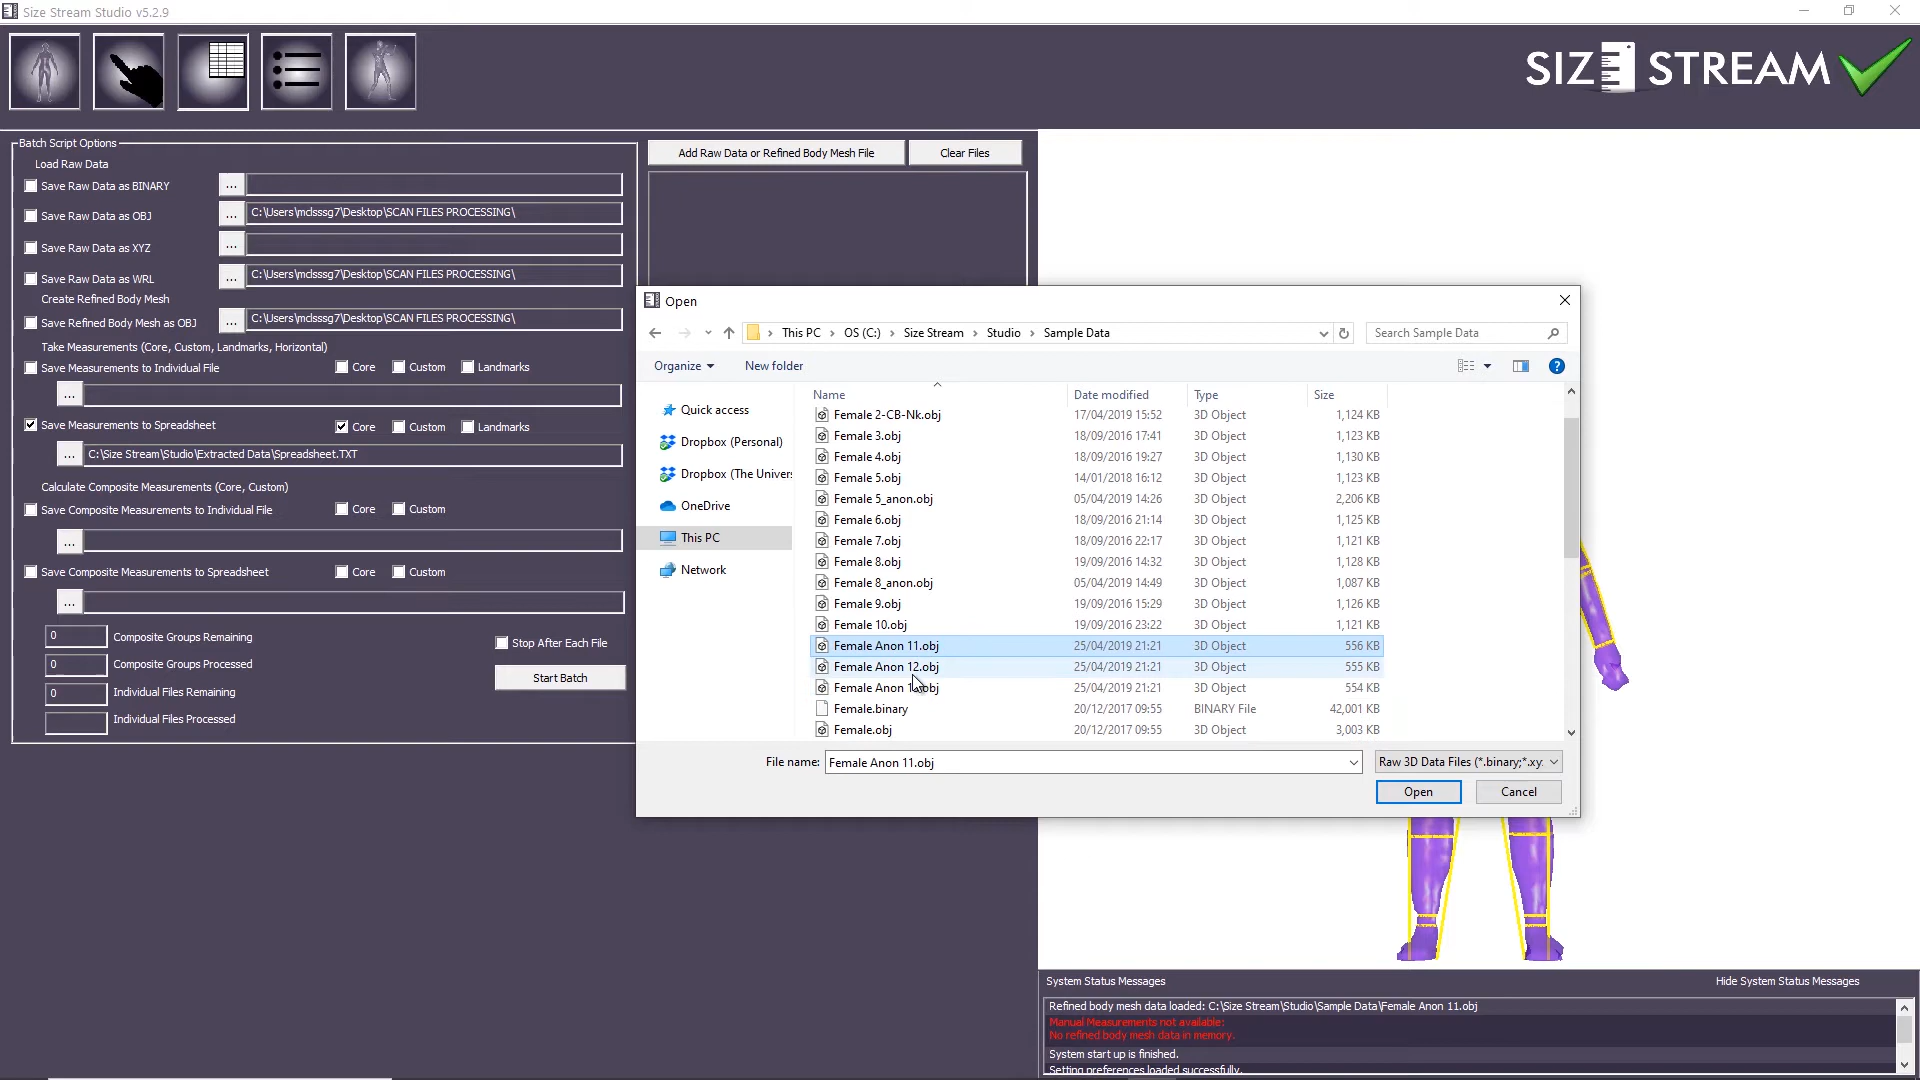 Size Stream Studio v5.2.9
SIZ STREAM
Batch Script Options
Load Raw Data
Save Raw Data as BINARY
...
Save Raw Data as OBJ
...
C:\Users\mclsssg7\Desktop\SCAN FILES PROCESSING\
Save Raw Data as XYZ
...
Save Raw Data as WRL
...
C:\Users\mclsssg7\Desktop\SCAN FILES PROCESSING\
Create Refined Body Mesh
Save Refined Body Mesh as OBJ
...
C:\Users\mclsssg7\Desktop\SCAN FILES PROCESSING\
Take Measurements (Core, Custom, Landmarks, Horizontal)
Save Measurements to Individual File
Core
Custom
Landmarks
...
Save Measurements to Spreadsheet
Core
Custom
Landmarks
...
C:\Size Stream\Studio\Extracted Data\Spreadsheet.TXT
Calculate Composite Measurements (Core, Custom)
Save Composite Measurements to Individual File
Core
Custom
...
Save Composite Measurements to Spreadsheet
Core
Custom
...
0 Composite Groups Remaining
0 Composite Groups Processed
0 Individual Files Remaining
Individual Files Processed
Stop After Each File
Start Batch
Add Raw Data or Refined Body Mesh File
Clear Files
Open
This PC > OS (C:) > Size Stream > Studio > Sample Data
Search Sample Data
Organize
New folder
Quick access
Dropbox (Personal)
Dropbox (The Univer
OneDrive
This PC
Network
Name Date modified Type Size
Female 2-CB-Nk.obj 17/04/2019 15:52 3D Object 1,124 KB
Female 3.obj 18/09/2016 17:41 3D Object 1,123 KB
Female 4.obj 18/09/2016 19:27 3D Object 1,130 KB
Female 5.obj 14/01/2018 16:12 3D Object 1,123 KB
Female 5_anon.obj 05/04/2019 14:26 3D Object 2,206 KB
Female 6.obj 18/09/2016 21:14 3D Object 1,125 KB
Female 7.obj 18/09/2016 22:17 3D Object 1,121 KB
Female 8.obj 19/09/2016 14:32 3D Object 1,128 KB
Female 8_anon.obj 05/04/2019 14:49 3D Object 1,087 KB
Female 9.obj 19/09/2016 15:29 3D Object 1,126 KB
Female 10.obj 19/09/2016 23:22 3D Object 1,121 KB
Female Anon 11.obj 25/04/2019 21:21 3D Object 556 KB
Female Anon 12.obj 25/04/2019 21:21 3D Object 555 KB
Female Anon 25/04/2019 21:21 3D Object 554 KB
Female.binary 20/12/2017 09:55 BINARY File 42,001 KB
Female.obj 20/12/2017 09:55 3D Object 3,003 KB
File name: Female Anon 11.obj
Raw 3D Data Files (*.binary;*.xy
Open
Cancel
System Status Messages
Hide System Status Messages
Refined body mesh data loaded: C:\Size Stream\Studio\Sample Data\Female Anon 11.obj
Manual Measurements not available:
No refined body mesh data in memory.
System start up is finished.
Setting preferences loaded successfully.